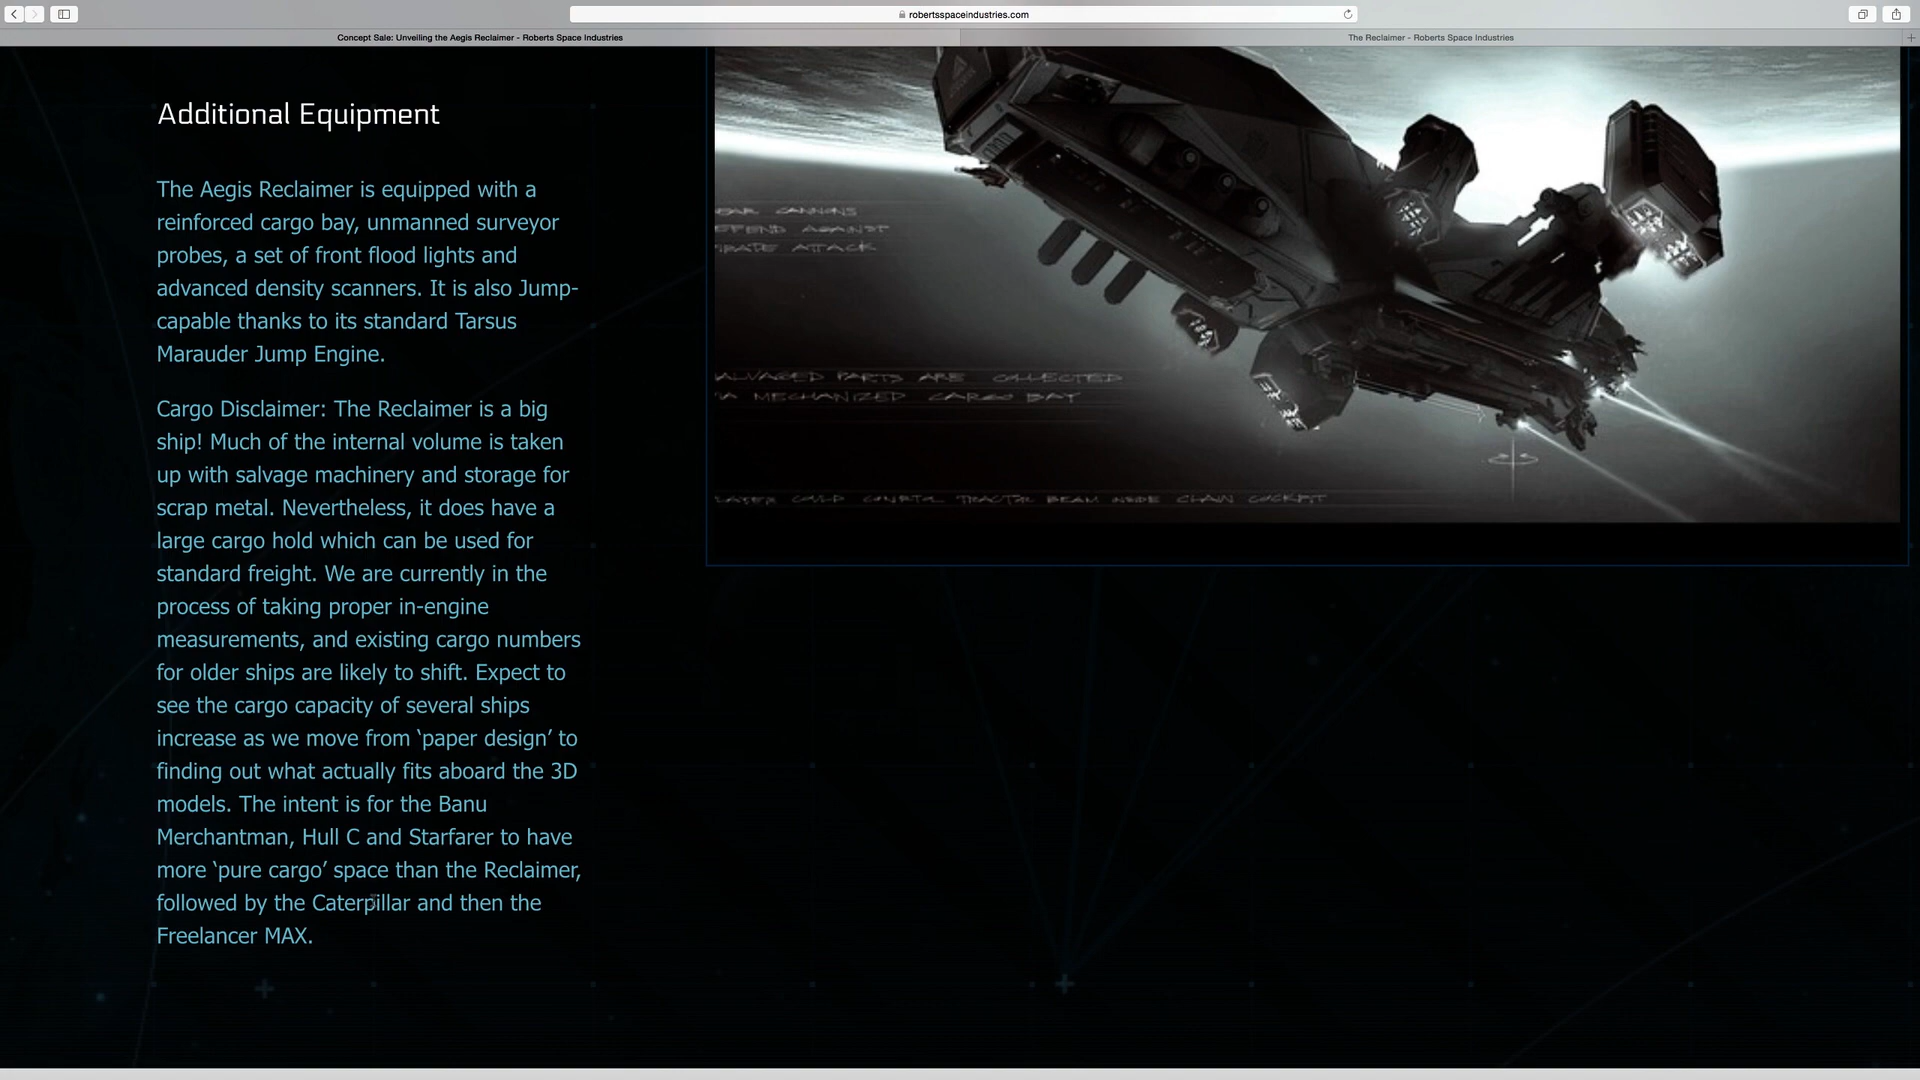 robertsspaceindustries.com
Concept Sale: Unveiling the Aegis Reclaimer - Roberts Space Industries
The Reclaimer - Roberts Space Industries
Additional Equipment
The Aegis Reclaimer is equipped with a
reinforced cargo bay, unmanned surveyor
probes, a set of front flood lights and
advanced density scanners. It is also Jump-
capable thanks to its standard Tarsus
Marauder Jump Engine.
Cargo Disclaimer: The Reclaimer is a big
ship! Much of the internal volume is taken
up with salvage machinery and storage for
scrap metal. Nevertheless, it does have a
large cargo hold which can be used for
standard freight. We are currently in the
process of taking proper in-engine
measurements, and existing cargo numbers
for older ships are likely to shift. Expect to
see the cargo capacity of several ships
increase as we move from ‘paper design’ to
finding out what actually fits aboard the 3D
models. The intent is for the Banu
Merchantman, Hull C and Starfarer to have
more ‘pure cargo’ space than the Reclaimer,
followed by the Caterpillar and then the
Freelancer MAX.
CANNONS
AGAINST
ATTACK
PARTS ARE COLLECTED
MECHANIZED CARGO BAY
COULD CONTROL TRACTOR BEAM INSIDE CLAW COCKPIT